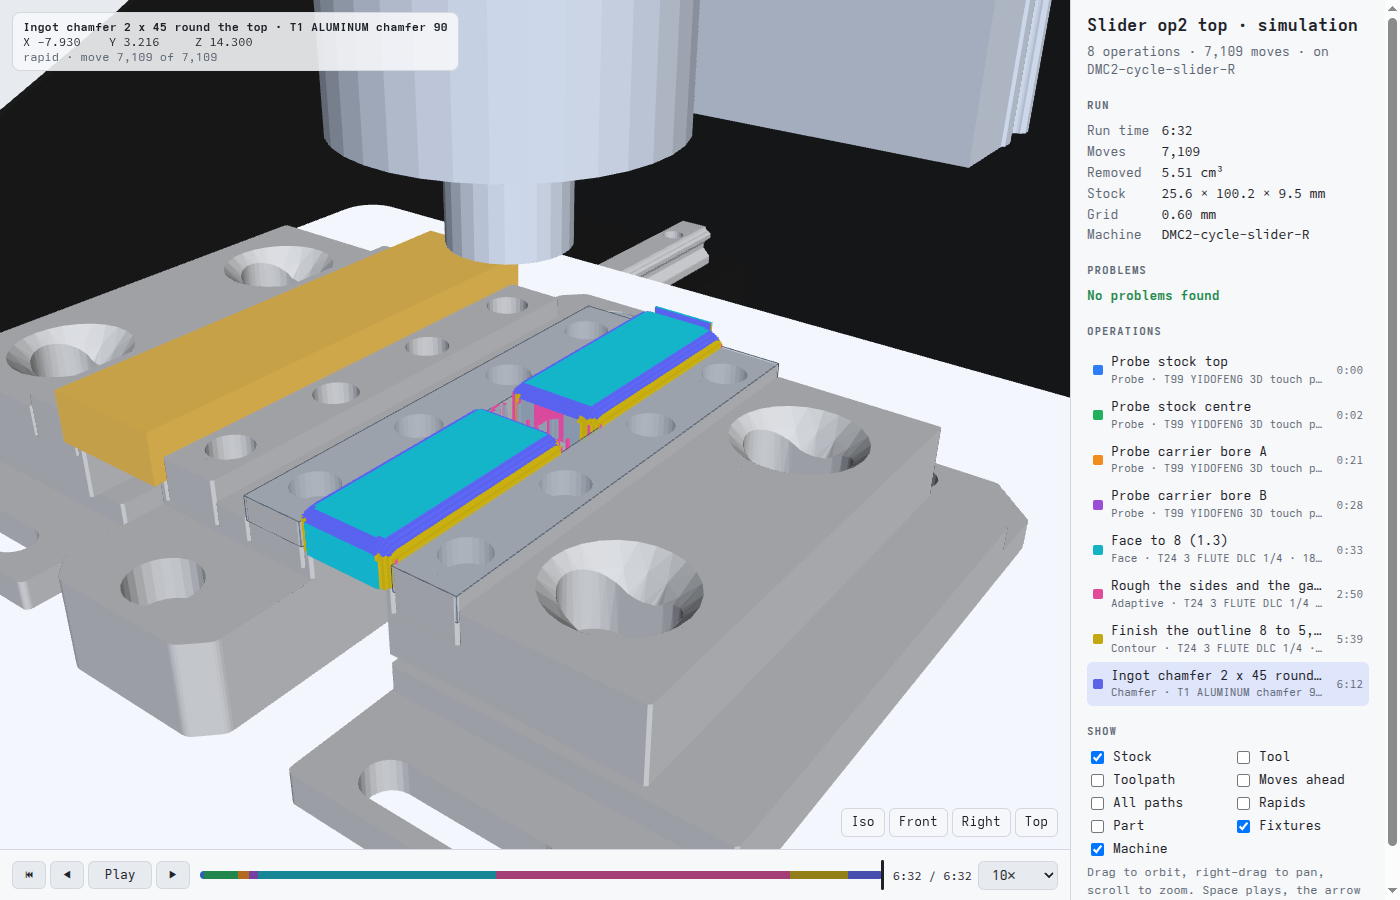 Ingot chamfer 2 x 45 round the top · T1 ALUMINUM chamfer 90
X -7.930 Y 3.216 Z 14.300
rapid · move 7,109 of 7,109
Iso Front Right Top
⏮ ◀ Play ▶ 6:32 / 6:32 10×
Slider op2 top · simulation
8 operations · 7,109 moves · on
DMC2-cycle-slider-R
RUN
Run time 6:32
Moves 7,109
Removed 5.51 cm³
Stock 25.6 × 100.2 × 9.5 mm
Grid 0.60 mm
Machine DMC2-cycle-slider-R
PROBLEMS
No problems found
OPERATIONS
Probe stock top 0:00
Probe · T99 YIDOFENG 3D touch p…
Probe stock centre 0:02
Probe · T99 YIDOFENG 3D touch p…
Probe carrier bore A 0:21
Probe · T99 YIDOFENG 3D touch p…
Probe carrier bore B 0:28
Probe · T99 YIDOFENG 3D touch p…
Face to 8 (1.3) 0:33
Face · T24 3 FLUTE DLC 1/4 · 18…
Rough the sides and the ga… 2:50
Adaptive · T24 3 FLUTE DLC 1/4 …
Finish the outline 8 to 5,… 5:39
Contour · T24 3 FLUTE DLC 1/4 ·…
Ingot chamfer 2 x 45 round… 6:12
Chamfer · T1 ALUMINUM chamfer 9…
SHOW
Stock Tool
Toolpath Moves ahead
All paths Rapids
Part Fixtures
Machine
Drag to orbit, right-drag to pan,
scroll to zoom. Space plays, the arrow